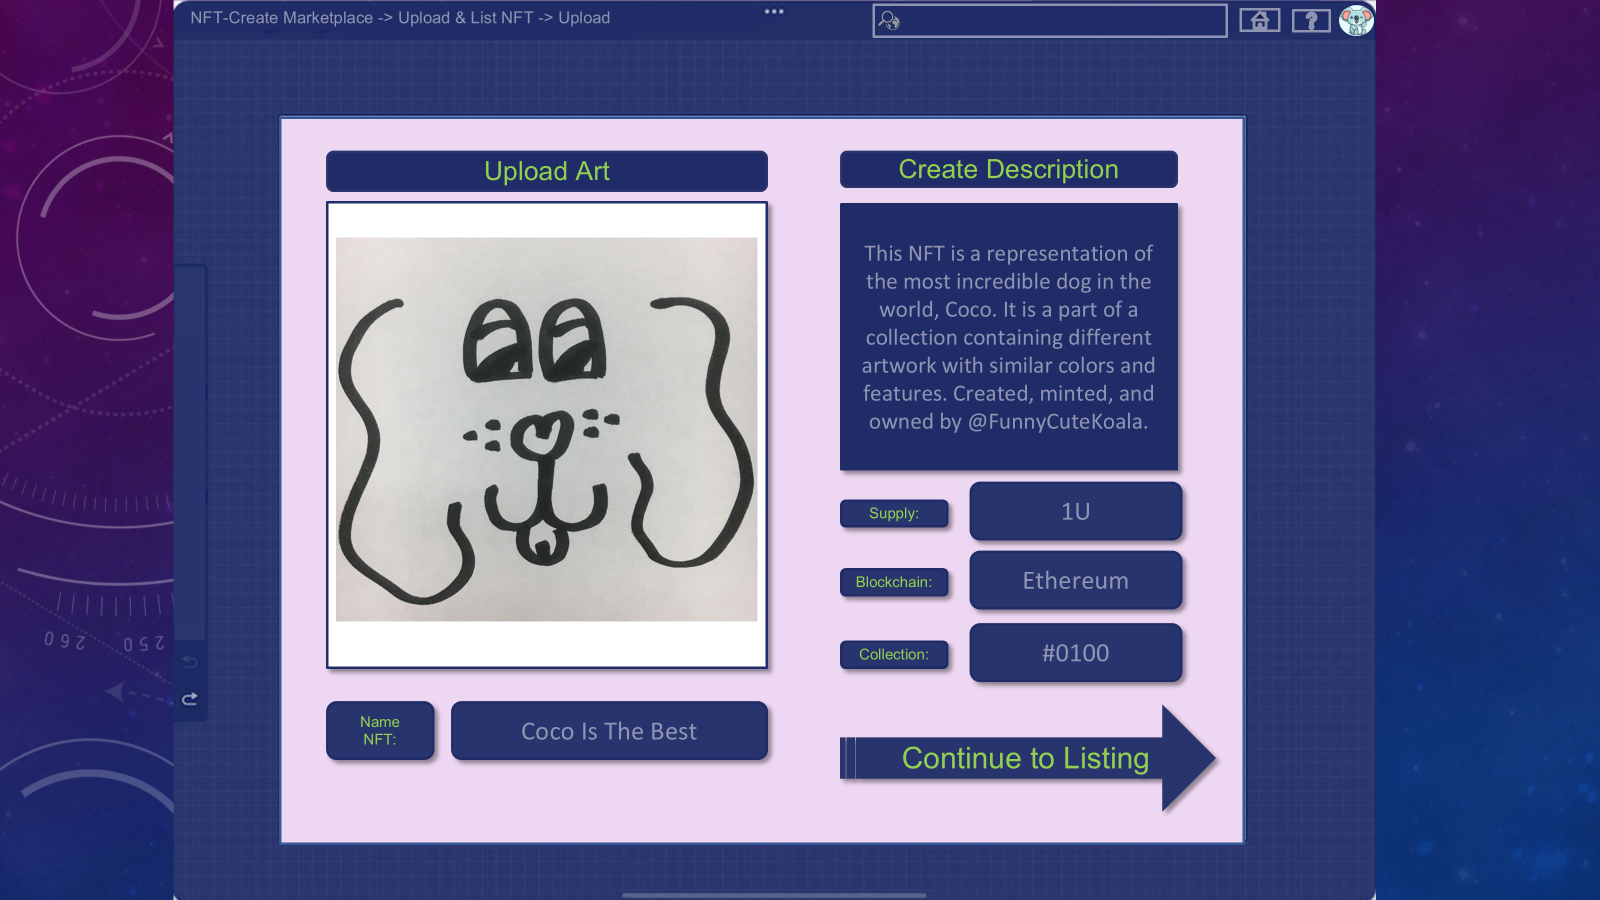 NFT-Create Marketplace -> Upload & List NFT -> Upload
Upload Art
Name
NFT:
Coco Is The Best
Create Description
This NFT is a representation of
the most incredible dog in the
world, Coco. It is a part of a
collection containing different
artwork with similar colors and
features. Created, minted, and
owned by @FunnyCuteKoala.
Supply:
1U
Blockchain:
Ethereum
Collection:
#0100
Continue to Listing
260
250